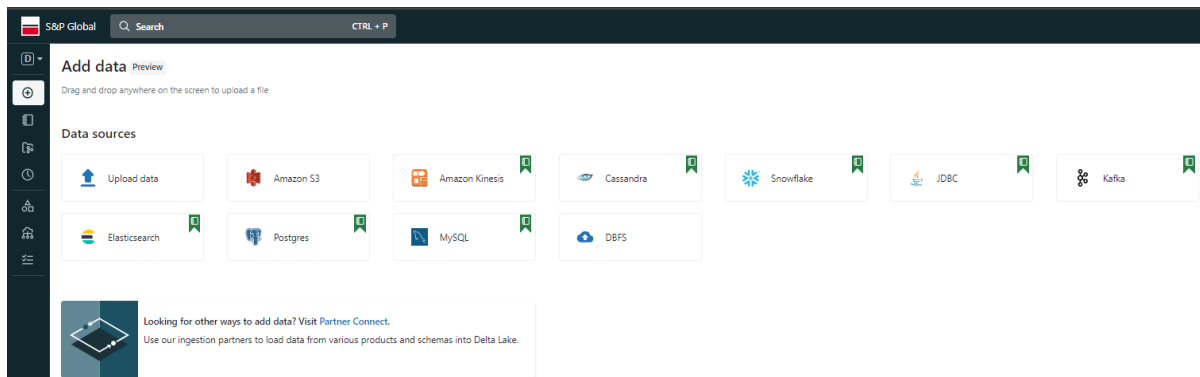 S&P Global
Search
CTRL + P
D
Add data Preview
Drag and drop anywhere on the screen to upload a file
Data sources
Upload data
Amazon S3
Amazon Kinesis
Cassandra
Snowflake
JDBC
Kafka
Elasticsearch
Postgres
MySQL
DBFS
Looking for other ways to add data? Visit Partner Connect.
Use our ingestion partners to load data from various products and schemas into Delta Lake.